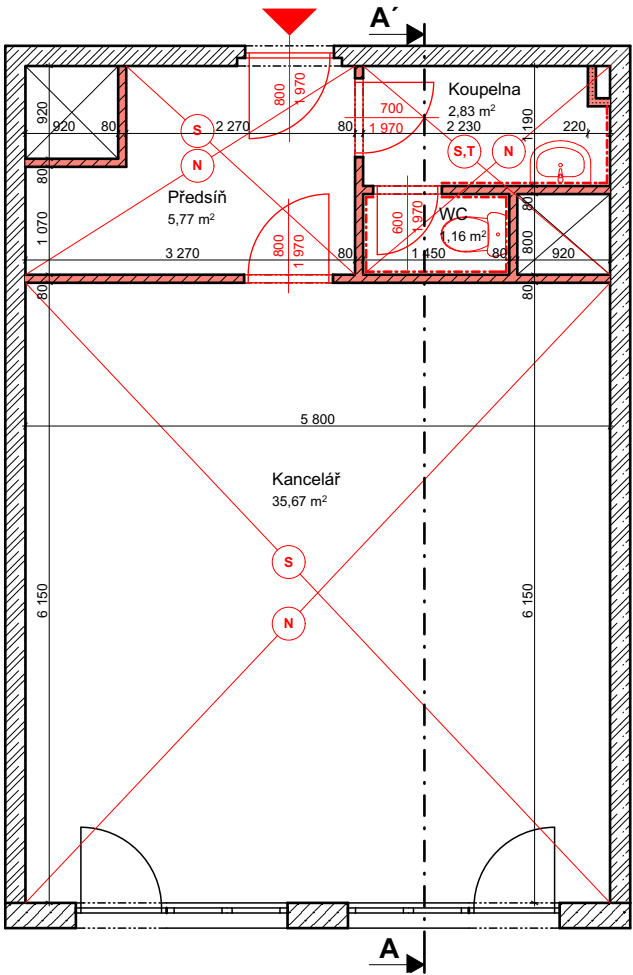 A´
800
1 970
Koupelna
2,83 m²
920
920
80
2 270
80
700
1 970
2 230
220
1 190
S
N
S,T
N
Předsíň
5,77 m²
80
1 070
80
3 270
800
1 970
80
600
1 970
WC
1,16 m²
1 450
80
80
800
920
80
5 800
Kancelář
35,67 m²
S
N
6 150
6 150
A